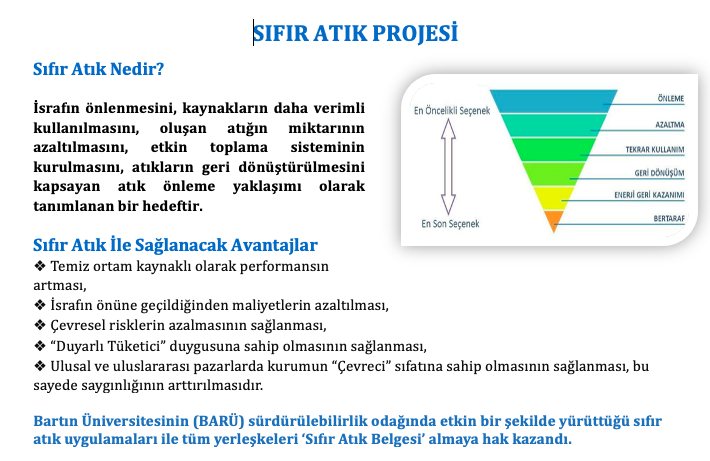 SIFIR ATIK PROJESİ
Sıfır Atık Nedir?
İsrafın önlenmesini, kaynakların daha verimli
kullanılmasını, oluşan atığın miktarının
azaltılmasını, etkin toplama sisteminin
kurulmasını, atıkların geri dönüştürülmesini
kapsayan atık önleme yaklaşımı olarak
tanımlanan bir hedeftir.
En Öncelikli Seçenek
En Son Seçenek
ÖNLEME
AZALTMA
TEKRAR KULLANIM
GERİ DÖNÜŞÜM
ENERJİ GERİ KAZANIMI
BERTARAF
Sıfır Atık İle Sağlanacak Avantajlar
❖ Temiz ortam kaynaklı olarak performansın
artması,
❖ İsrafın önüne geçildiğinden maliyetlerin azaltılması,
❖ Çevresel risklerin azalmasının sağlanması,
❖ “Duyarlı Tüketici” duygusuna sahip olmasının sağlanması,
❖ Ulusal ve uluslararası pazarlarda kurumun “Çevreci” sıfatına sahip olmasının sağlanması, bu
sayede saygınlığının arttırılmasıdır.
Bartın Üniversitesinin (BARÜ) sürdürülebilirlik odağında etkin bir şekilde yürüttüğü sıfır
atık uygulamaları ile tüm yerleşkeleri ‘Sıfır Atık Belgesi’ almaya hak kazandı.